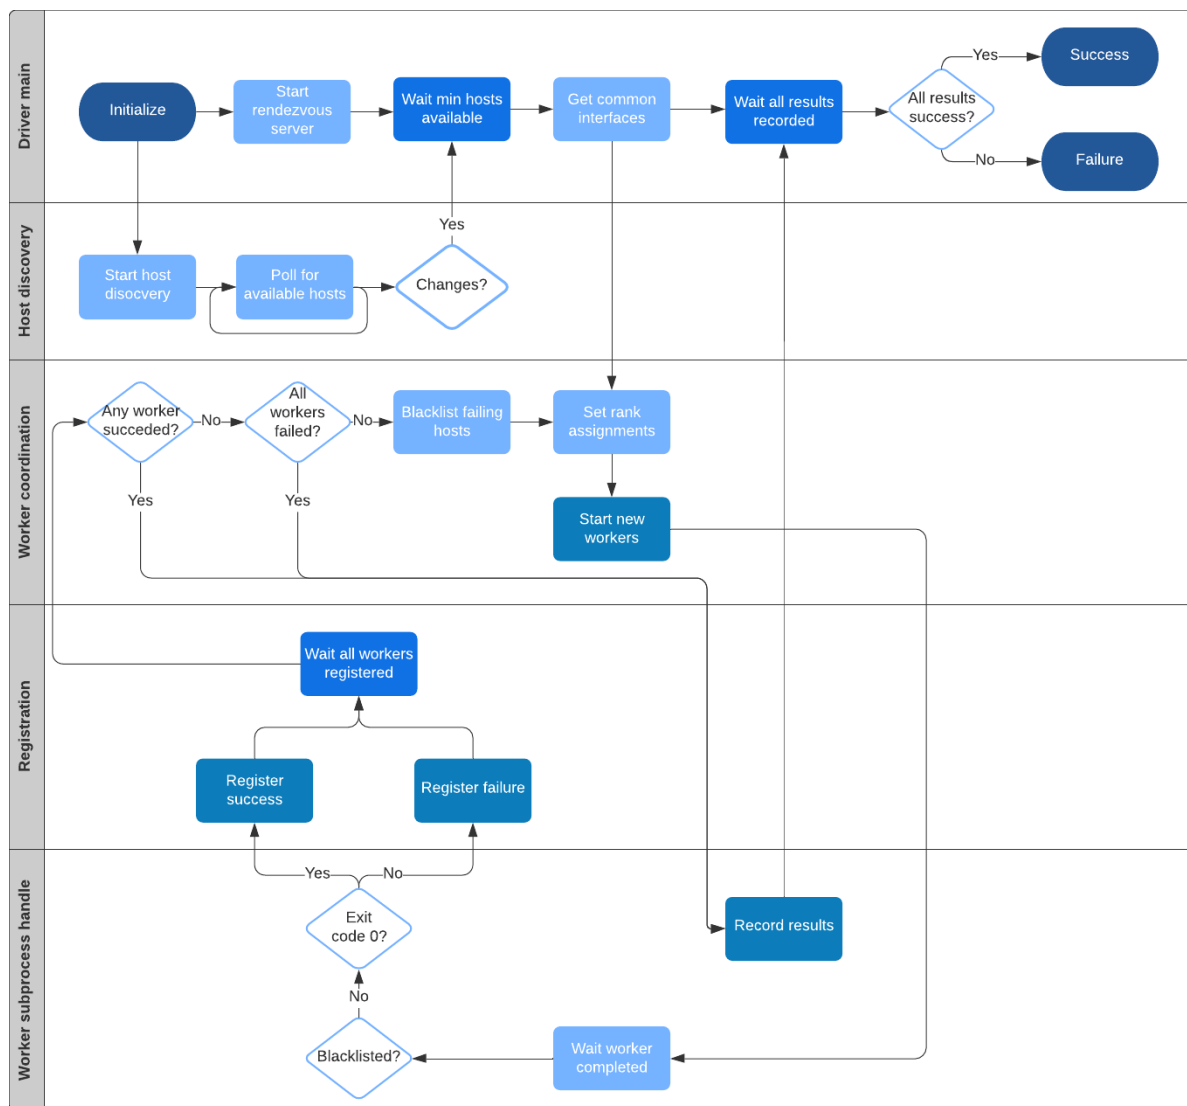 Driver main
Initialize
Start
rendezvous
server
Wait min hosts
available
Get common
interfaces
Wait all results
recorded
All results
success?
Yes
Success
No
Failure
Host discovery
Start host
disocvery
Poll for
available hosts
Changes?
Yes
Worker coordination
Any worker
succeded?
No
All
workers
failed?
No
Blacklist failing
hosts
Set rank
assignments
Yes
Yes
Start new
workers
Registration
Wait all workers
registered
Register
success
Register failure
Worker subprocess handle
Yes
No
Exit
code 0?
Record results
No
Blacklisted?
Wait worker
completed